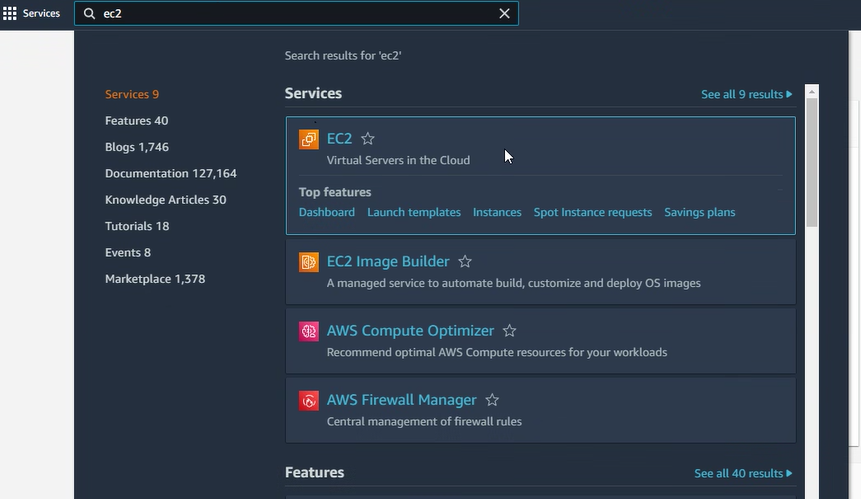 Services
ec2
Search results for 'ec2'
Services 9
Features 40
Blogs 1,746
Documentation 127,164
Knowledge Articles 30
Tutorials 18
Events 8
Marketplace 1,378
Services
See all 9 results
EC2
Virtual Servers in the Cloud
Top features
Dashboard Launch templates Instances Spot Instance requests Savings plans
EC2 Image Builder
A managed service to automate build, customize and deploy OS images
AWS Compute Optimizer
Recommend optimal AWS Compute resources for your workloads
AWS Firewall Manager
Central management of firewall rules
Features
See all 40 results